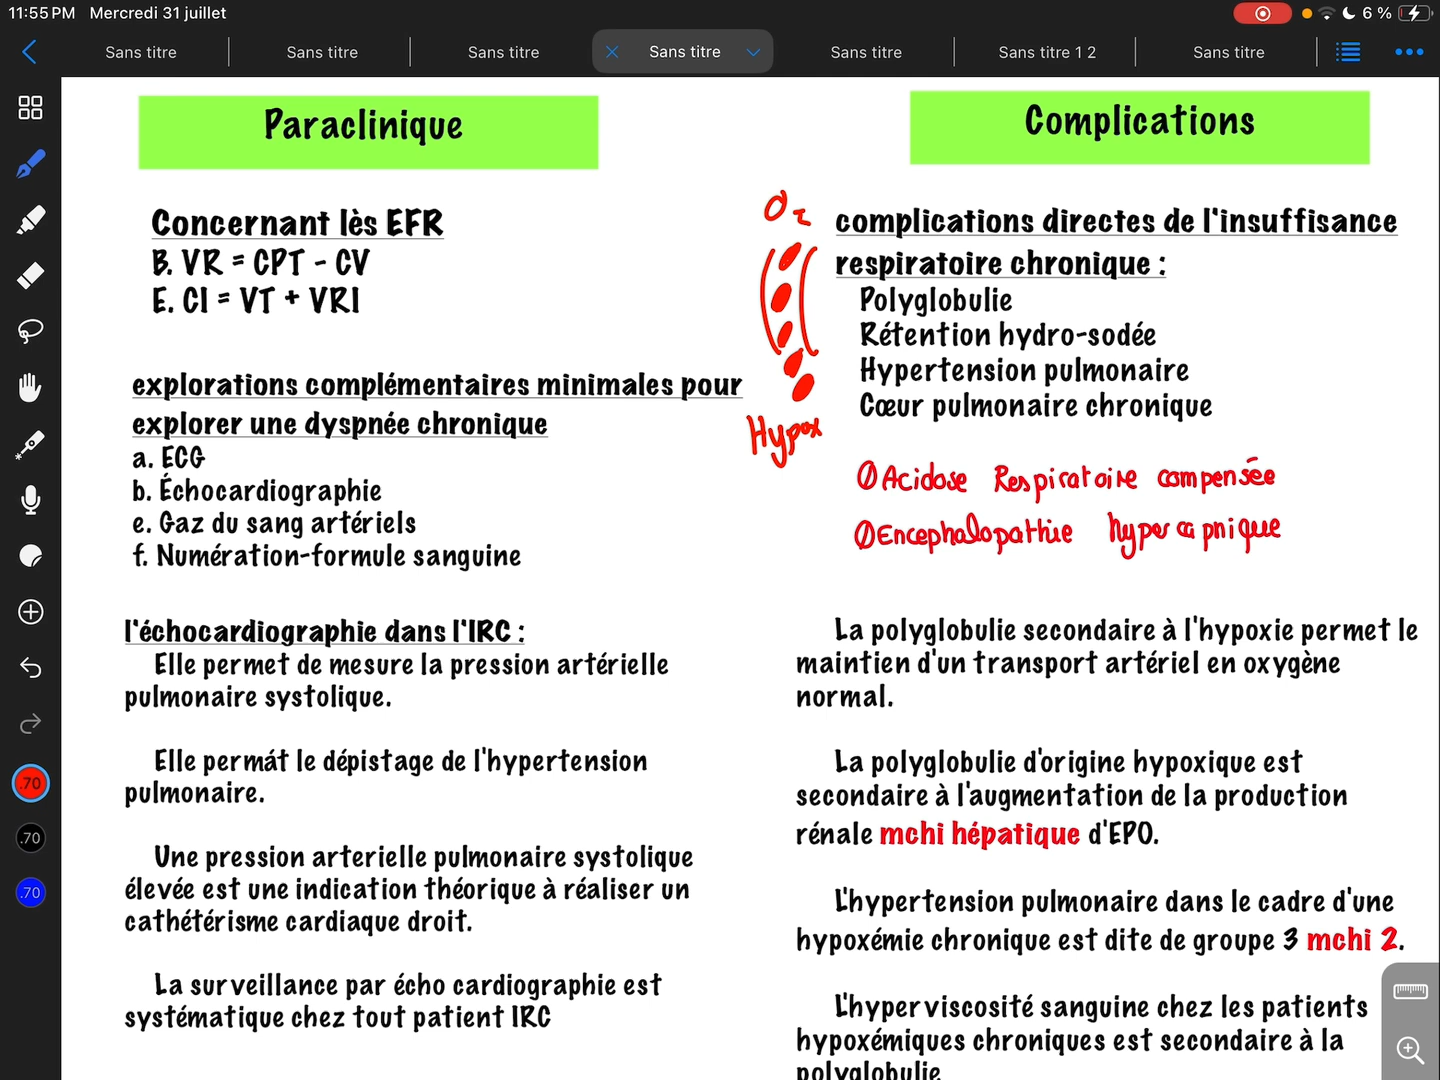 11:55 PM Mercredi 31 juillet
6 %
Sans titre
Sans titre
Sans titre
Sans titre
Sans titre
Sans titre 1 2
Sans titre
Paraclinique
Concernant lès EFR
B. VR = CPT - CV
E. CI = VT + VRI
explorations complémentaires minimales pour
explorer une dyspnée chronique
a. ECG
b. Échocardiographie
e. Gaz du sang artériels
f. Numération-formule sanguine
l'échocardiographie dans l'IRC :
Elle permet de mesure la pression artérielle
pulmonaire systolique.
Elle permát le dépistage de l'hypertension
pulmonaire.
Une pression arterielle pulmonaire systolique
élevée est une indication théorique à réaliser un
cathétérisme cardiaque droit.
La surveillance par écho cardiographie est
systématique chez tout patient IRC
Complications
O2
Hypox
complications directes de l'insuffisance
respiratoire chronique :
Polyglobulie
Rétention hydro-sodée
Hypertension pulmonaire
Cœur pulmonaire chronique
Ø Acidose Respiratoire compensée
Ø Encephalopathie hypercapnique
La polyglobulie secondaire à l'hypoxie permet le
maintien d'un transport artériel en oxygène
normal.
La polyglobulie d'origine hypoxique est
secondaire à l'augmentation de la production
rénale mchi hépatique d'EPO.
L'hypertension pulmonaire dans le cadre d'une
hypoxémie chronique est dite de groupe 3 mchi 2.
L'hyperviscosité sanguine chez les patients
hypoxémiques chroniques est secondaire à la
polyglobulie
.70
.70
.70